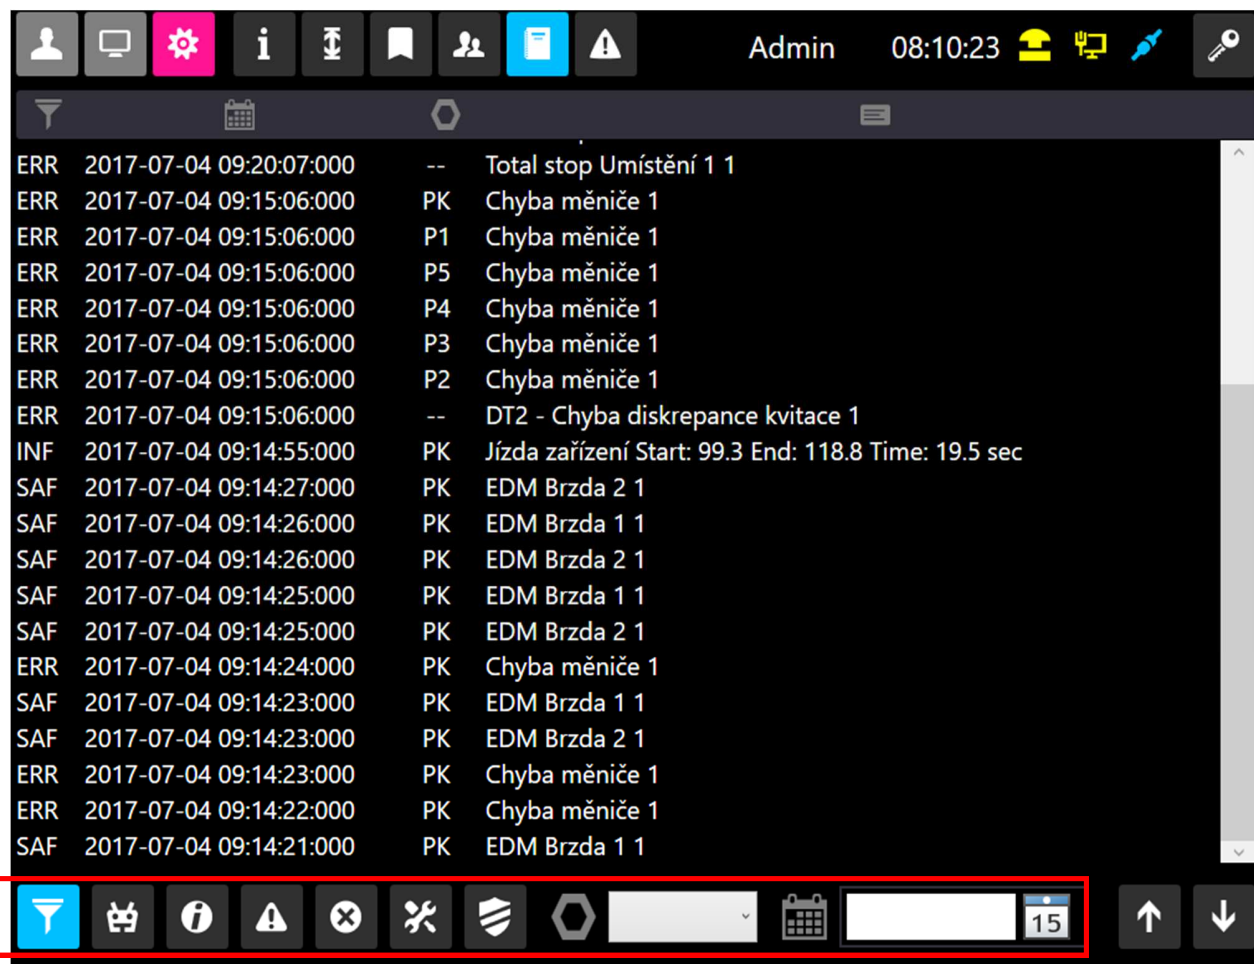 Admin 08:10:23
ERR 2017-07-04 09:20:07:000 -- Total stop Umístění 1 1
ERR 2017-07-04 09:15:06:000 PK Chyba měniče 1
ERR 2017-07-04 09:15:06:000 P1 Chyba měniče 1
ERR 2017-07-04 09:15:06:000 P5 Chyba měniče 1
ERR 2017-07-04 09:15:06:000 P4 Chyba měniče 1
ERR 2017-07-04 09:15:06:000 P3 Chyba měniče 1
ERR 2017-07-04 09:15:06:000 P2 Chyba měniče 1
ERR 2017-07-04 09:15:06:000 -- DT2 - Chyba diskrepance kvitace 1
INF 2017-07-04 09:14:55:000 PK Jízda zařízení Start: 99.3 End: 118.8 Time: 19.5 sec
SAF 2017-07-04 09:14:27:000 PK EDM Brzda 2 1
SAF 2017-07-04 09:14:26:000 PK EDM Brzda 1 1
SAF 2017-07-04 09:14:26:000 PK EDM Brzda 2 1
SAF 2017-07-04 09:14:25:000 PK EDM Brzda 1 1
SAF 2017-07-04 09:14:25:000 PK EDM Brzda 2 1
ERR 2017-07-04 09:14:24:000 PK Chyba měniče 1
SAF 2017-07-04 09:14:23:000 PK EDM Brzda 1 1
SAF 2017-07-04 09:14:23:000 PK EDM Brzda 2 1
ERR 2017-07-04 09:14:23:000 PK Chyba měniče 1
ERR 2017-07-04 09:14:22:000 PK Chyba měniče 1
SAF 2017-07-04 09:14:21:000 PK EDM Brzda 1 1
15